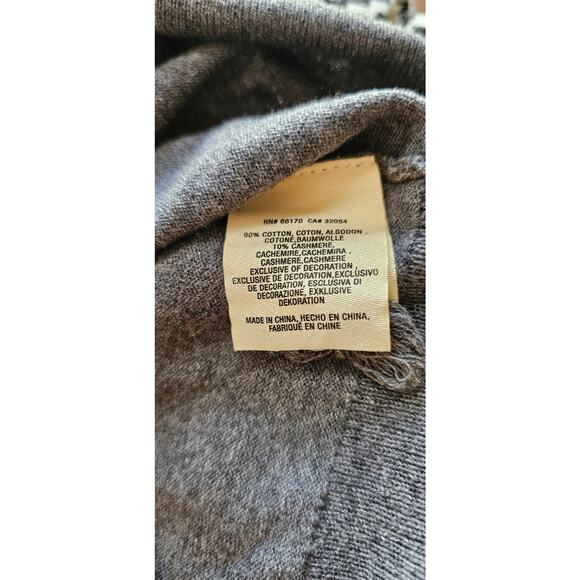 RN# 66170 CA# 32054
90% COTTON, COTON, ALGODON ,
COTONE,BAUMWOLLE
10% CASHMERE,
CACHEMIRE,CACHEMIRA .
CASHMERE,CASHMERE
EXCLUSIVE OF DECORATION ,
EXCLUSIVE DE DECORATION,EXCLUSIVO
DE DECORATION, ESCLUSIVA DI
DECORAZIONE, EXKLUSIVE
DEKORATION
MADE IN CHINA, HECHO EN CHINA,
FABRIQUÉ EN CHINE